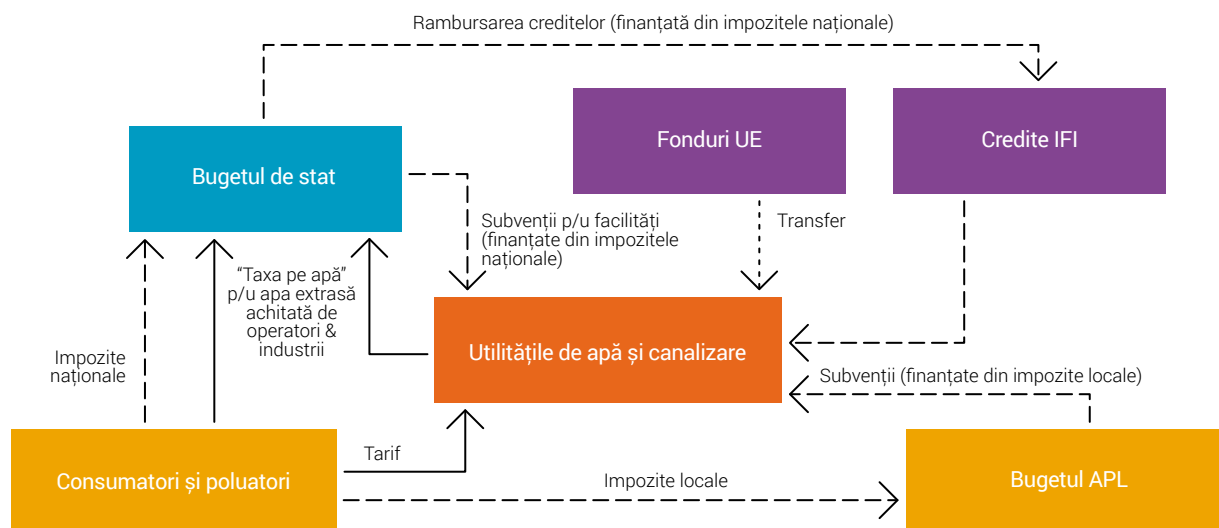 Rambursarea creditelor (finanțată din impozitele naționale)
Fonduri UE
Credite IFI
Bugetul de stat
Subvenții p/u facilități
(finanțate din impozitele
naționale)
Transfer
“Taxa pe apă”
p/u apa extrasă
achitată de
operatori &
industrii
Utilitățile de apă și canalizare
Impozite
naționale
Subvenții (finanțate din impozite locale)
Tarif
Consumatori și poluatori
Impozite locale
Bugetul APL